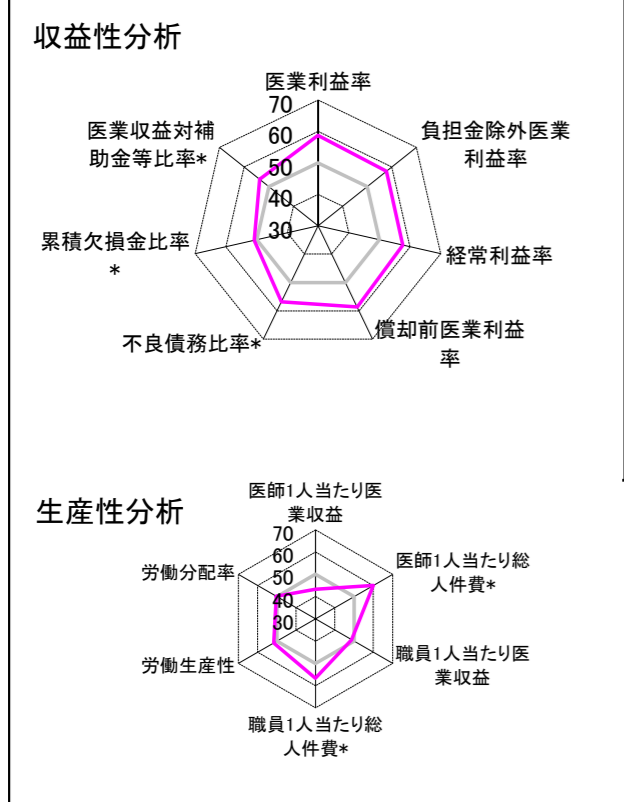 収益性分析
医業利益率
70
60
50
40
30
負担金除外医業
利益率
経常利益率
償却前医業利益
率
不良債務比率*
累積欠損金比率
*
医業収益対補
助金等比率*
生産性分析
医師1人当たり医
業収益
70
60
50
40
30
医師1人当たり総
人件費*
職員1人当たり医
業収益
職員1人当たり総
人件費*
労働生産性
労働分配率